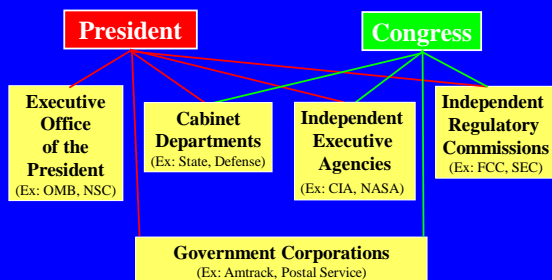 President
Congress
Executive
Office
of the
President
(Ex: OMB, NSC)
Cabinet
Departments
(Ex: State, Defense)
Independent
Executive
Agencies
(Ex: CIA, NASA)
Independent
Regulatory
Commissions
(Ex: FCC, SEC)
Government Corporations
(Ex: Amtrack, Postal Service)